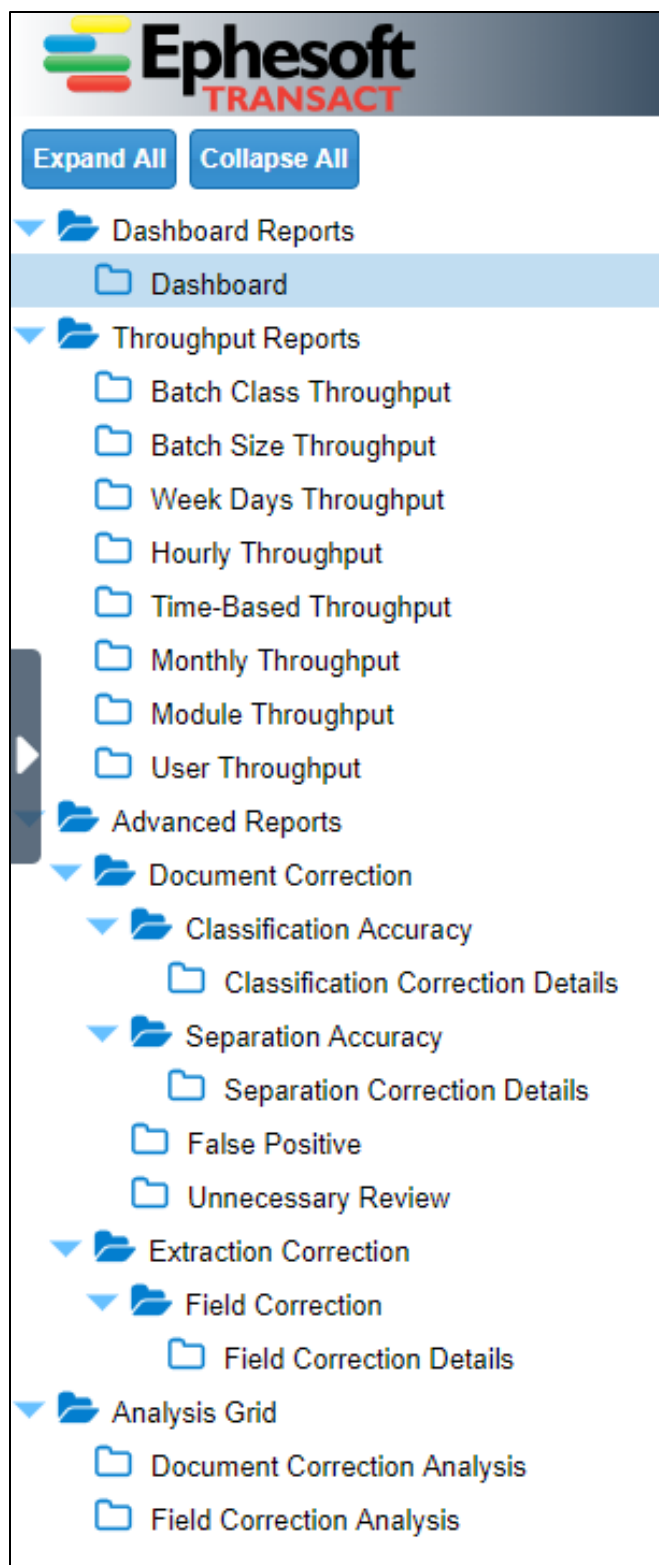 Ephesoft
TRANSACT
Expand All Collapse All
Dashboard Reports
Dashboard
Throughput Reports
Batch Class Throughput
Batch Size Throughput
Week Days Throughput
Hourly Throughput
Time-Based Throughput
Monthly Throughput
Module Throughput
User Throughput
Advanced Reports
Document Correction
Classification Accuracy
Classification Correction Details
Separation Accuracy
Separation Correction Details
False Positive
Unnecessary Review
Extraction Correction
Field Correction
Field Correction Details
Analysis Grid
Document Correction Analysis
Field Correction Analysis